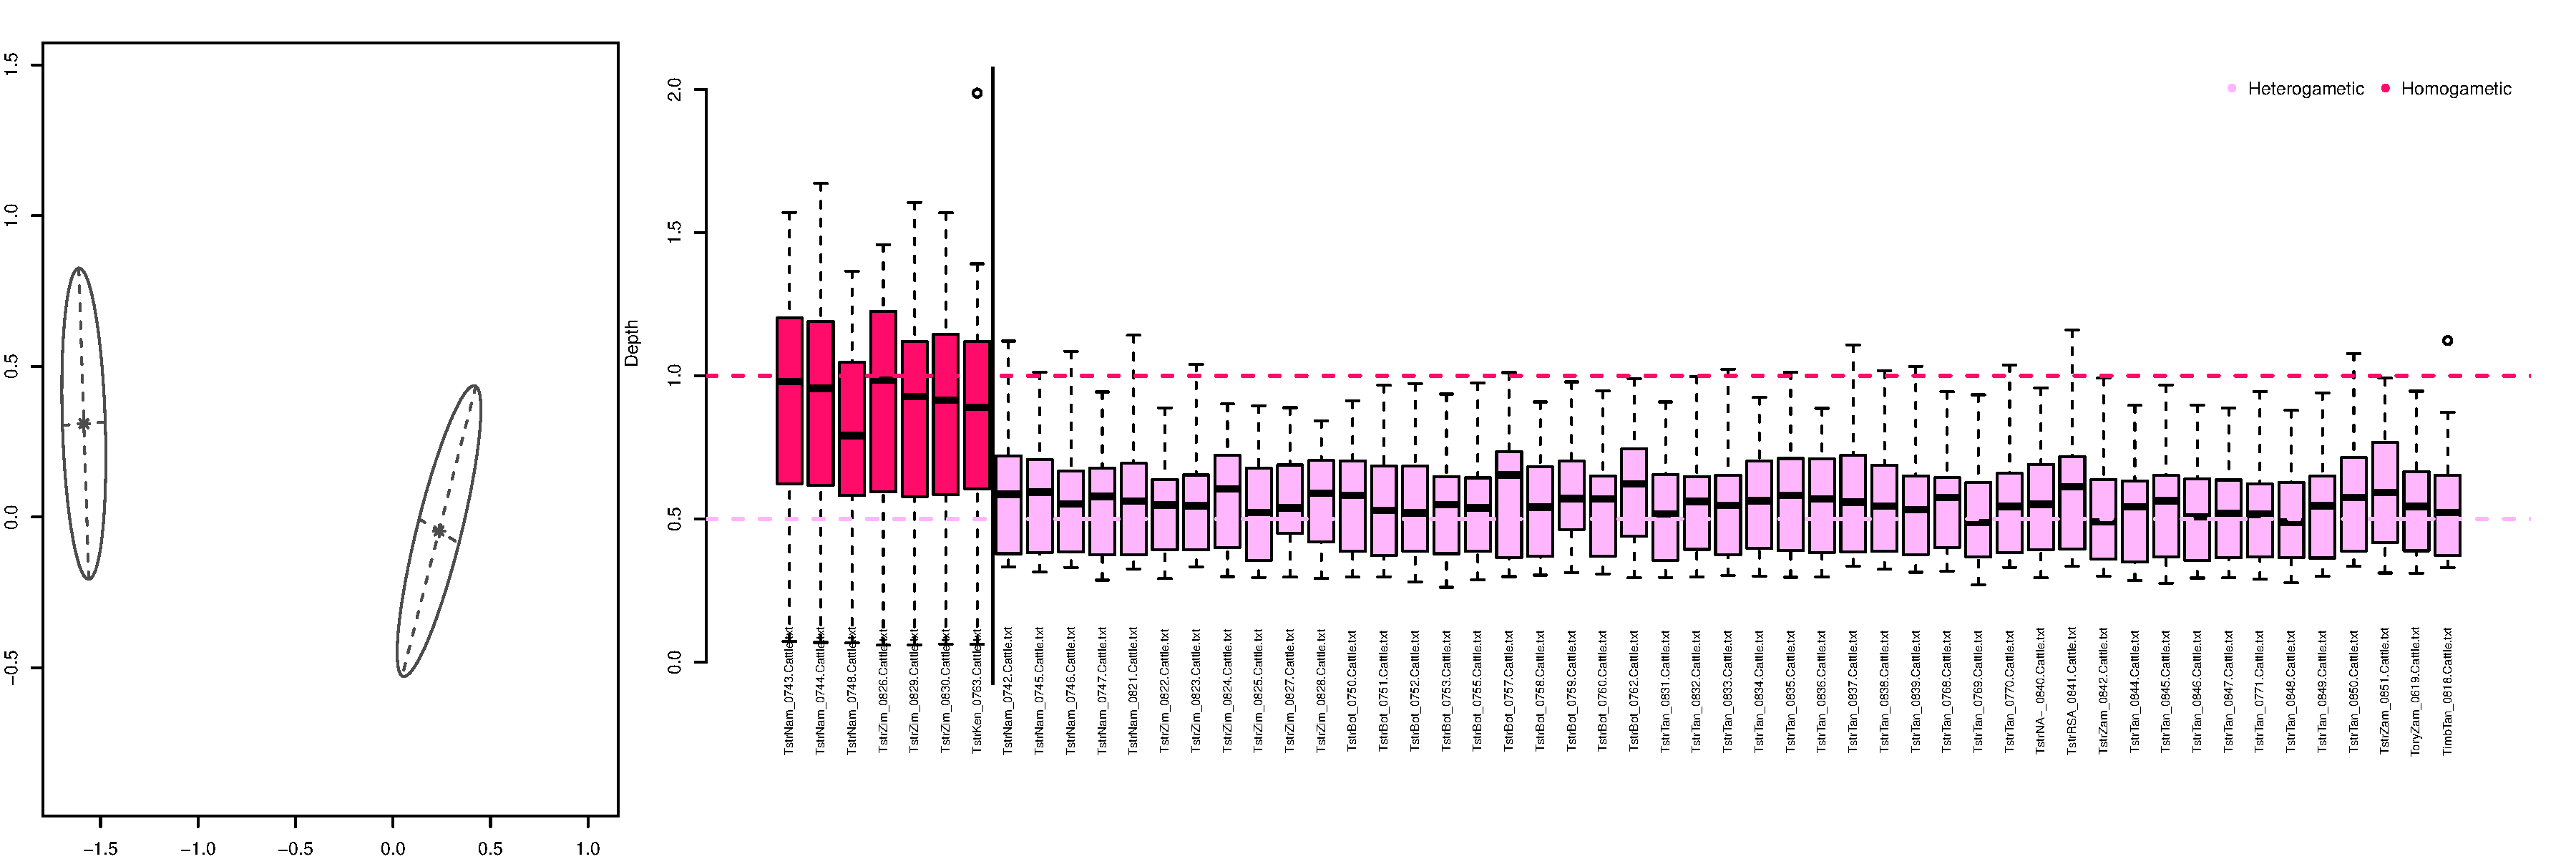 1.5
1.0
0.5
0.0
−0.5
−1.5
−1.0
−0.5
0.0
0.5
1.0
Depth
2.0
1.5
1.0
0.5
0.0
Heterogametic
Homogametic
TstrNam_0743.Cattle.txt
TstrNam_0744.Cattle.txt
TstrNam_0748.Cattle.txt
TstrZim_0826.Cattle.txt
TstrZim_0829.Cattle.txt
TstrZim_0830.Cattle.txt
TstrKen_0763.Cattle.txt
TstrNam_0742.Cattle.txt
TstrNam_0745.Cattle.txt
TstrNam_0746.Cattle.txt
TstrNam_0747.Cattle.txt
TstrNam_0821.Cattle.txt
TstrZim_0822.Cattle.txt
TstrZim_0823.Cattle.txt
TstrZim_0824.Cattle.txt
TstrZim_0825.Cattle.txt
TstrZim_0827.Cattle.txt
TstrZim_0828.Cattle.txt
TstrBot_0750.Cattle.txt
TstrBot_0751.Cattle.txt
TstrBot_0752.Cattle.txt
TstrBot_0753.Cattle.txt
TstrBot_0755.Cattle.txt
TstrBot_0757.Cattle.txt
TstrBot_0758.Cattle.txt
TstrBot_0759.Cattle.txt
TstrBot_0760.Cattle.txt
TstrBot_0762.Cattle.txt
TstrTan_0831.Cattle.txt
TstrTan_0832.Cattle.txt
TstrTan_0833.Cattle.txt
TstrTan_0834.Cattle.txt
TstrTan_0835.Cattle.txt
TstrTan_0836.Cattle.txt
TstrTan_0837.Cattle.txt
TstrTan_0838.Cattle.txt
TstrTan_0839.Cattle.txt
TstrTan_0768.Cattle.txt
TstrTan_0769.Cattle.txt
TstrTan_0770.Cattle.txt
TstrNA-_0840.Cattle.txt
TstrRSA_0841.Cattle.txt
TstrZam_0842.Cattle.txt
TstrTan_0844.Cattle.txt
TstrTan_0845.Cattle.txt
TstrTan_0846.Cattle.txt
TstrTan_0847.Cattle.txt
TstrTan_0771.Cattle.txt
TstrTan_0848.Cattle.txt
TstrTan_0849.Cattle.txt
TstrTan_0850.Cattle.txt
TstrZam_0851.Cattle.txt
ToryZam_0619.Cattle.txt
TimbTan_0818.Cattle.txt